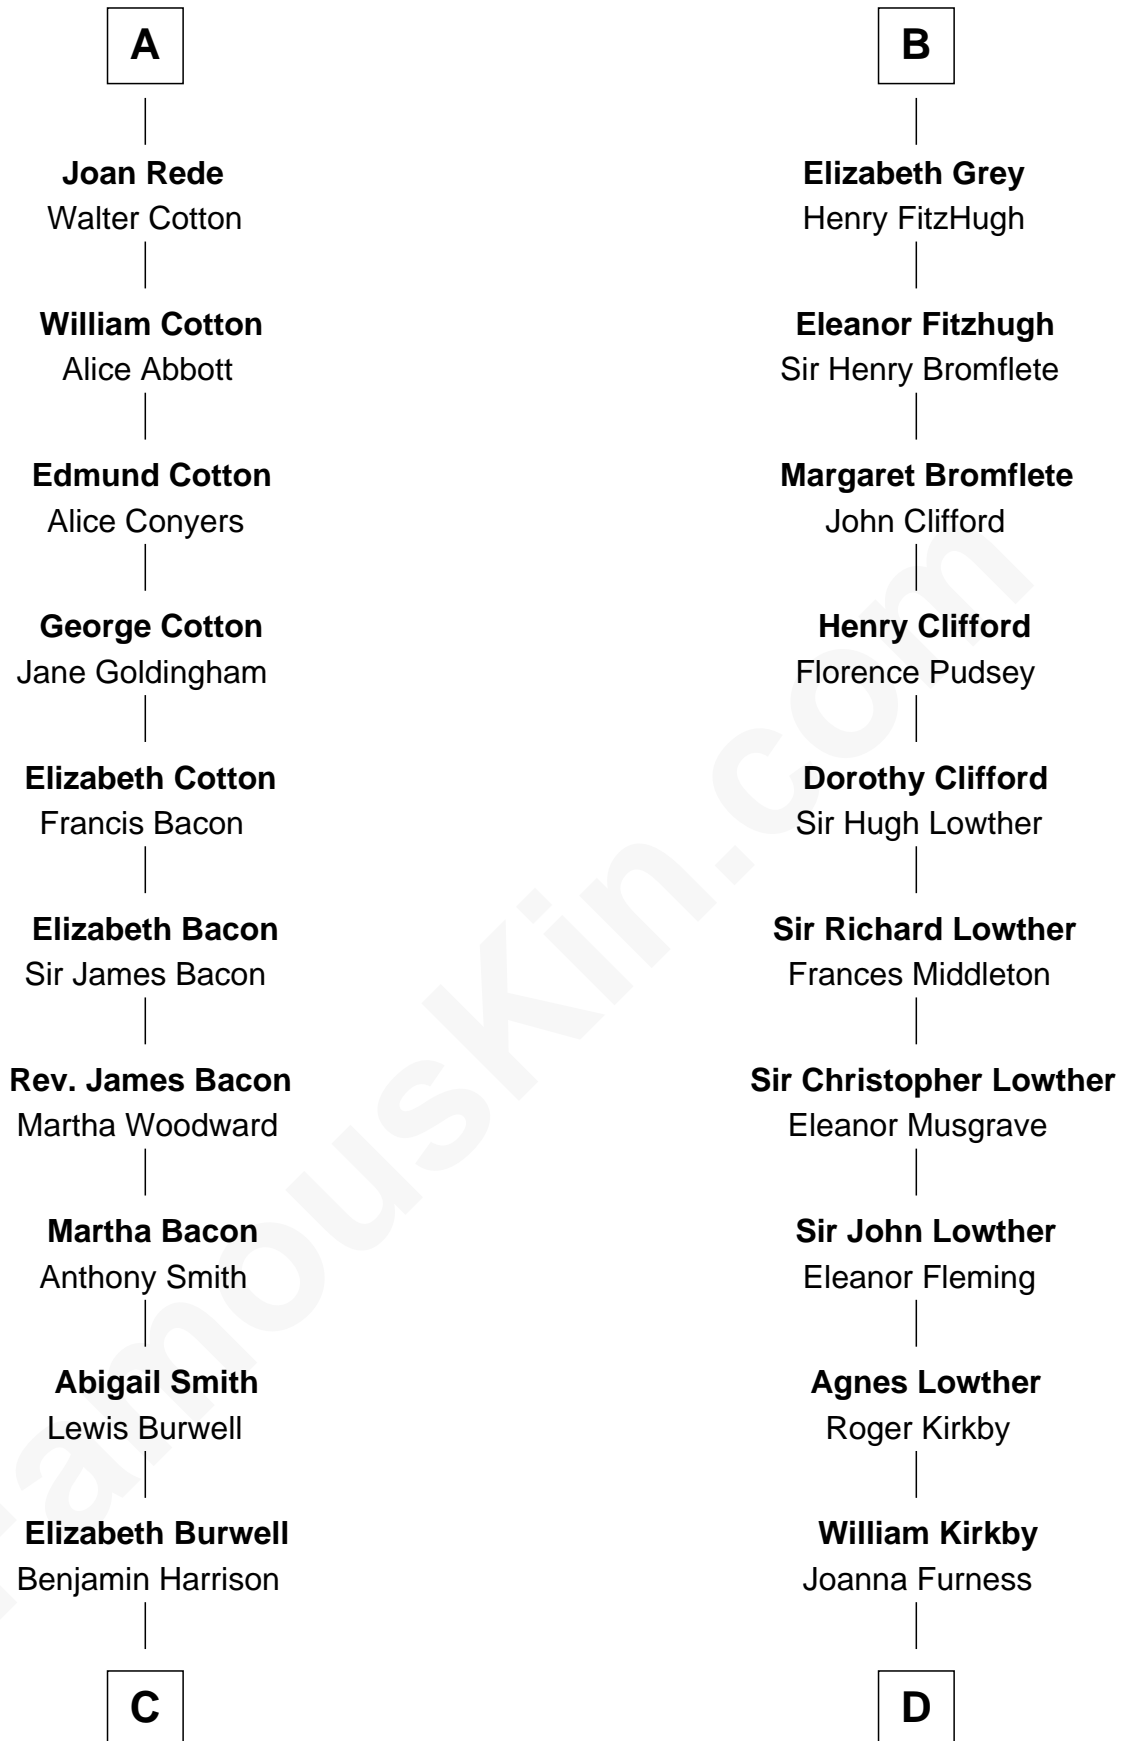 A
Joan Rede
Walter Cotton
William Cotton
Alice Abbott
Edmund Cotton
Alice Conyers
George Cotton
Jane Goldingham
Elizabeth Cotton
Francis Bacon
Elizabeth Bacon
Sir James Bacon
Rev. James Bacon
Martha Woodward
Martha Bacon
Anthony Smith
Abigail Smith
Lewis Burwell
Elizabeth Burwell
Benjamin Harrison
C
B
Elizabeth Grey
Henry FitzHugh
Eleanor Fitzhugh
Sir Henry Bromflete
Margaret Bromflete
John Clifford
Henry Clifford
Florence Pudsey
Dorothy Clifford
Sir Hugh Lowther
Sir Richard Lowther
Frances Middleton
Sir Christopher Lowther
Eleanor Musgrave
Sir John Lowther
Eleanor Fleming
Agnes Lowther
Roger Kirkby
William Kirkby
Joanna Furness
D
FamousKin.com